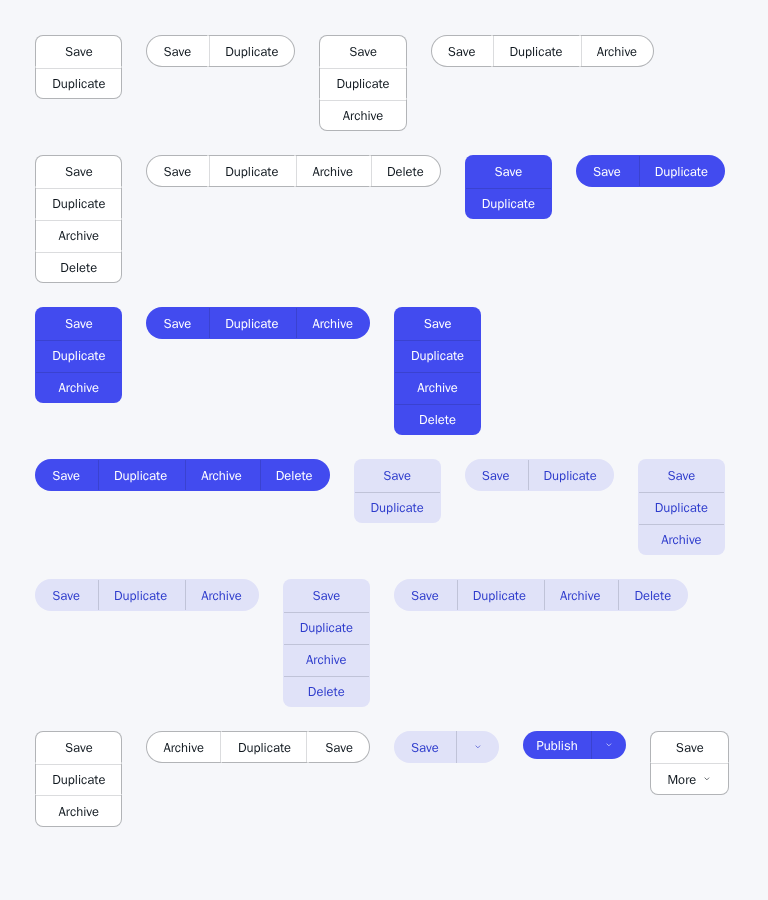 Save
Duplicate
Save Duplicate
Save
Duplicate
Archive
Save Duplicate Archive
Save
Duplicate
Archive
Delete
Save Duplicate Archive Delete
Save
Duplicate
Save Duplicate
Save
Duplicate
Archive
Save Duplicate Archive
Save
Duplicate
Archive
Delete
Save Duplicate Archive Delete
Save
Duplicate
Save Duplicate
Save
Duplicate
Archive
Save Duplicate Archive
Save
Duplicate
Archive
Delete
Save Duplicate Archive Delete
Save
Duplicate
Archive
Archive Duplicate Save
Save
Publish
Save
More